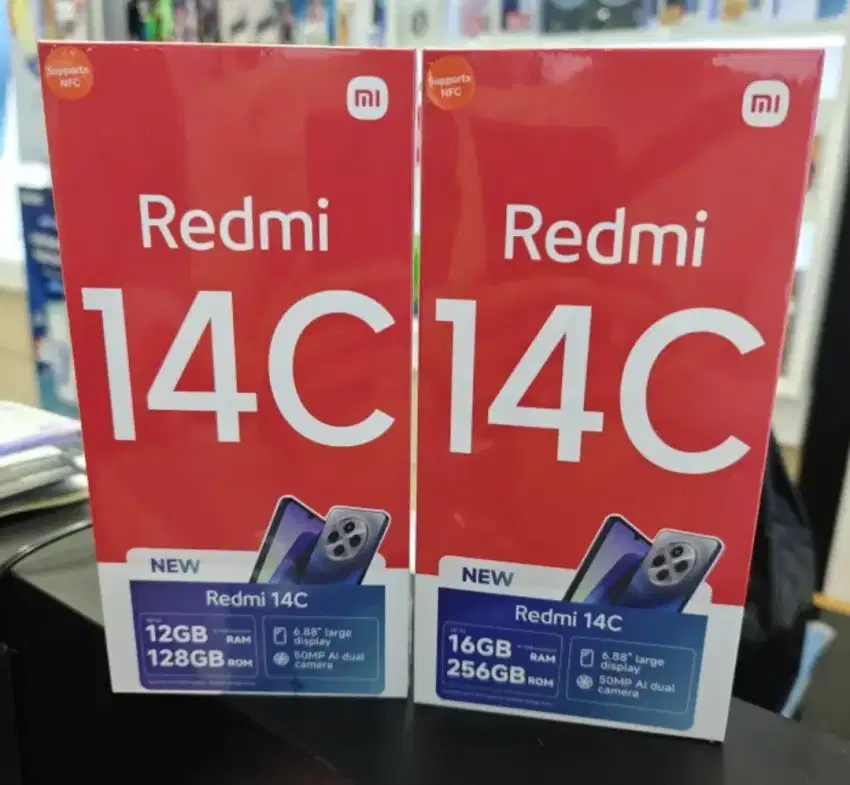 Supports
NFC
mi
Redmi
14C
NEW
Redmi 14C
12GB RAM
128GB ROM
6.88" large
display
50MP AI dual
camera
Supports
NFC
mi
Redmi
14C
NEW
Redmi 14C
16GB RAM
256GB ROM
6.88" large
display
50MP AI dual
camera